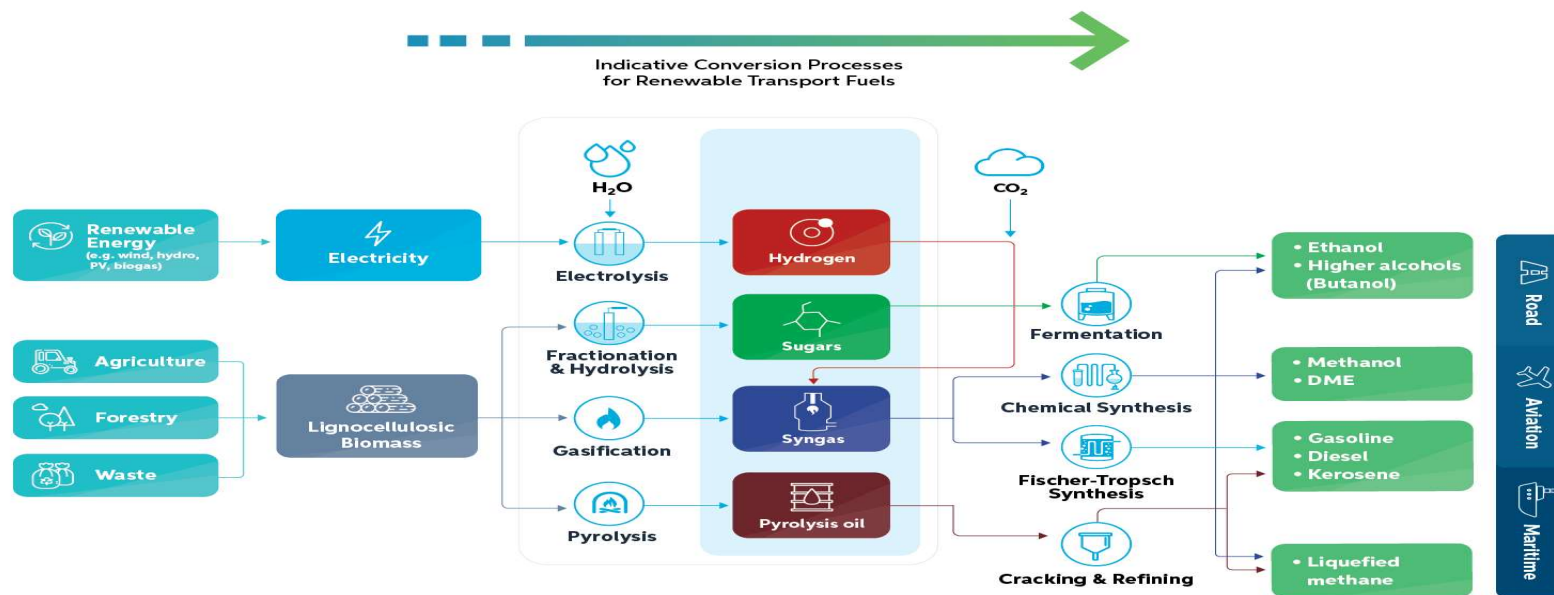 Indicative Conversion Processes
for Renewable Transport Fuels
H₂O
CO₂
Renewable
Energy
(e.g. wind, hydro,
PV, biogas)
Electricity
Electrolysis
Hydrogen
Agriculture
Forestry
Waste
Lignocellulosic
Biomass
Fractionation
& Hydrolysis
Sugars
Gasification
Syngas
Pyrolysis
Pyrolysis oil
Fermentation
Chemical Synthesis
Fischer-Tropsch
Synthesis
Cracking & Refining
• Ethanol
• Higher alcohols
(Butanol)
• Methanol
• DME
• Gasoline
• Diesel
• Kerosene
• Liquefied
methane
Road
Aviation
Maritime